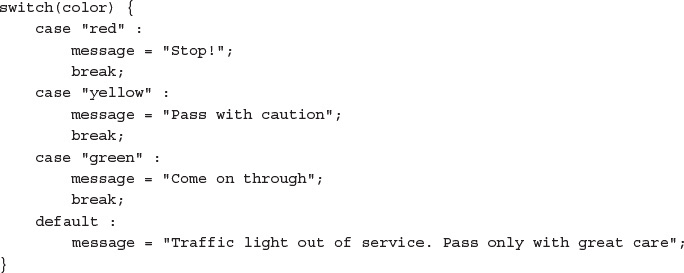 switch(color) {
    case "red" :
        message = "Stop!";
        break;
    case "yellow" :
        message = "Pass with caution";
        break;
    case "green" :
        message = "Come on through";
        break;
    default :
        message = "Traffic light out of service. Pass only with great care";
}